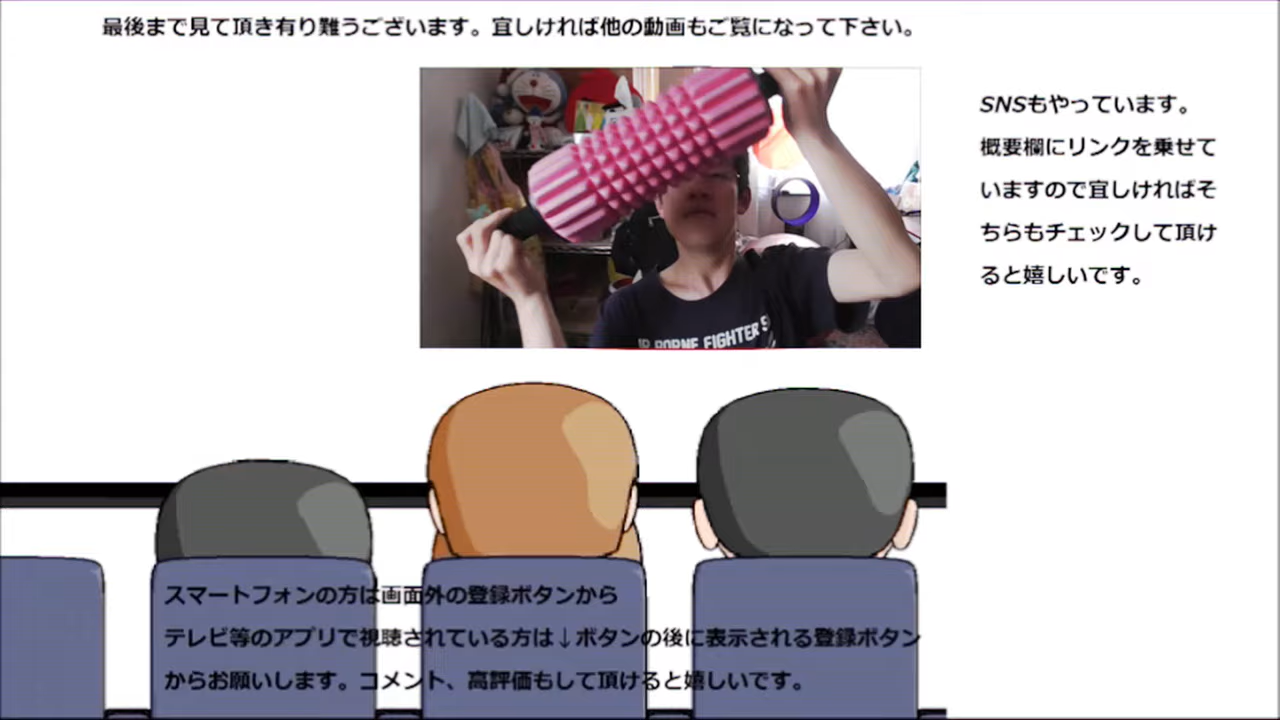 最後まで見て頂き有り難うございます。宜しければ他の動画もご覧になって下さい。
SNSもやっています。
概要欄にリンクを乗せて
いますので宜しければそ
ちらもチェックして頂け
ると嬉しいです。
FIGHTER
スマートフォンの方は画面外の登録ボタンから
テレビ等のアプリで視聴されている方は↓ボタンの後に表示される登録ボタン
からお願いします。コメント、高評価もして頂けると嬉しいです。